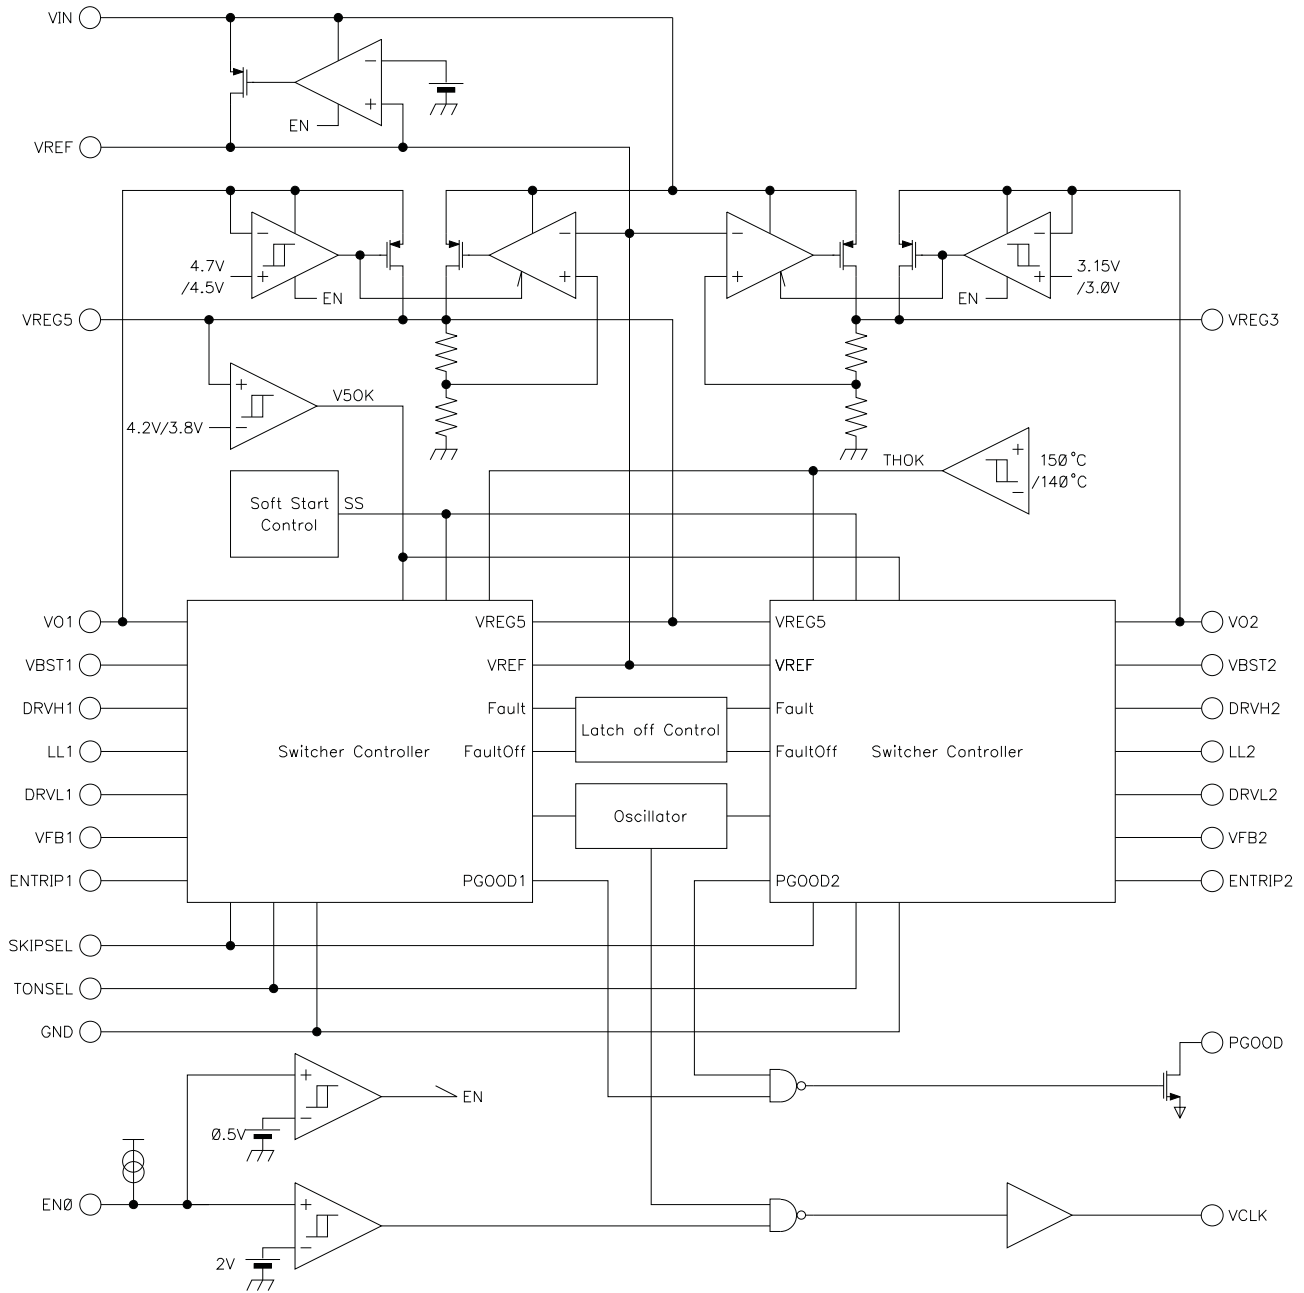 VIN
EN
VREF
4.7V
/4.5V
EN
EN
3.15V
/3.0V
VREG5
VREG3
V5OK
4.2V/3.8V
THOK
150°C
/140°C
Soft Start
Control
SS
VO1
VREG5
VREG5
VO2
VBST1
VREF
VREF
VBST2
DRVH1
Fault
Latch off Control
Fault
DRVH2
LL1
Switcher Controller
FaultOff
FaultOff
Switcher Controller
LL2
DRVL1
Oscillator
DRVL2
VFB1
VFB2
ENTRIP1
PGOOD1
PGOOD2
ENTRIP2
SKIPSEL
TONSEL
GND
PGOOD
EN
0.5V
EN0
VCLK
2V